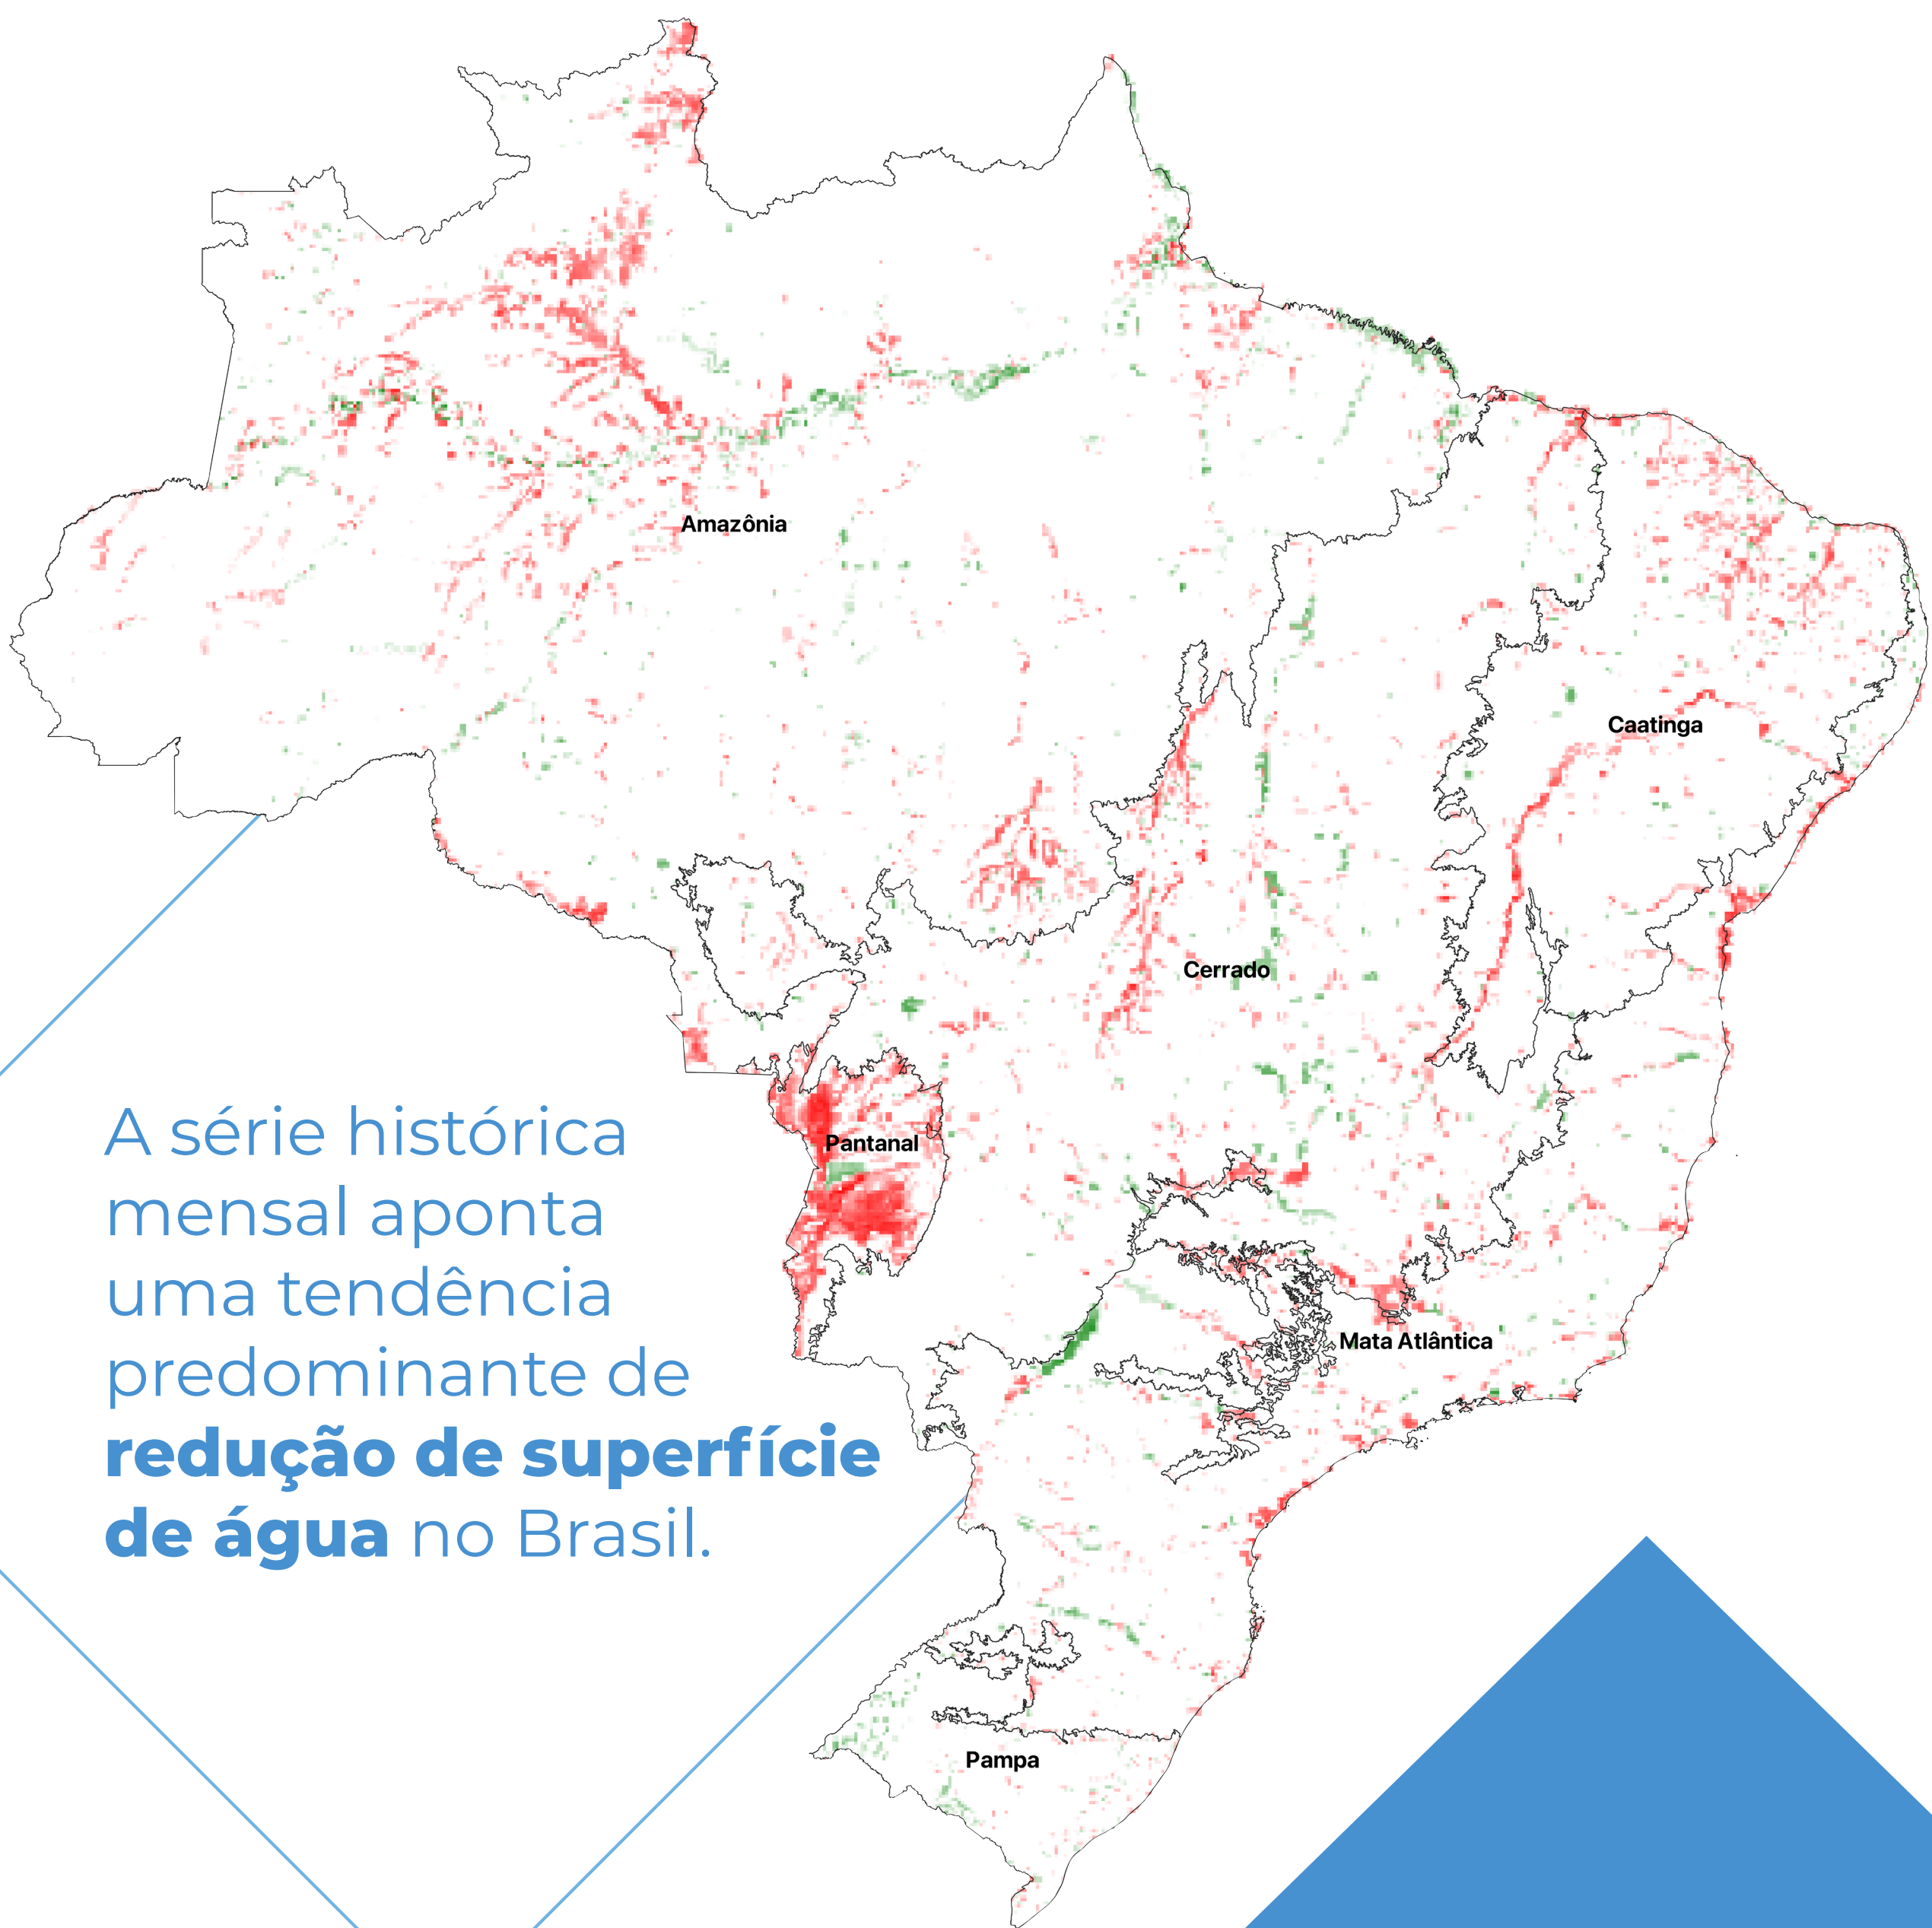 Amazônia
Caatinga
Cerrado
Pantanal
A série histórica
mensal aponta
uma tendência
predominante de
redução de superfície
de água no Brasil.
Mata Atlântica
Pampa